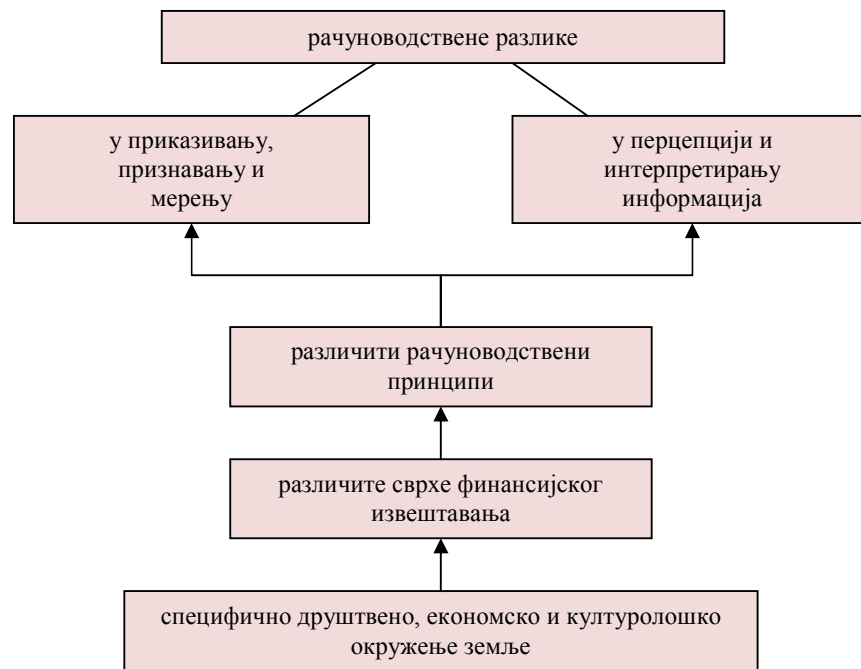 рачуноводствене разлике
у приказивању,
признавању и
мерењу
у перцепцији и
интерпретирању
информација
различити рачуноводствени
принципи
различите сврхе финансијског
извештавања
специфично друштвено, економско и културолошко
окружење земље